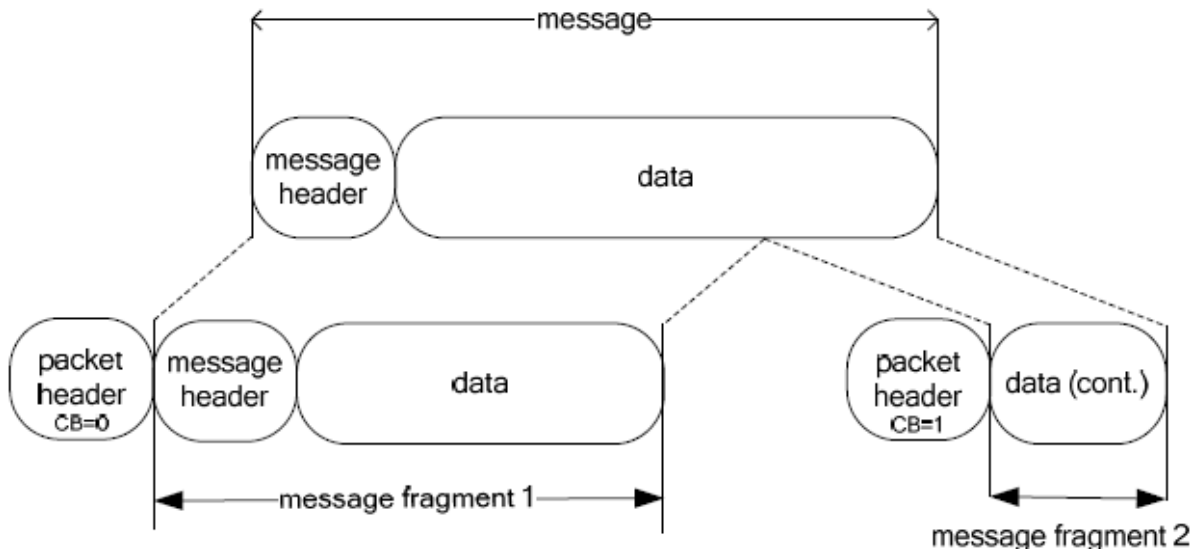 message
message
header
data
packet
header
CB=0
message
header
data
packet
header
CB=1
data (cont.)
message fragment 1
message fragment 2